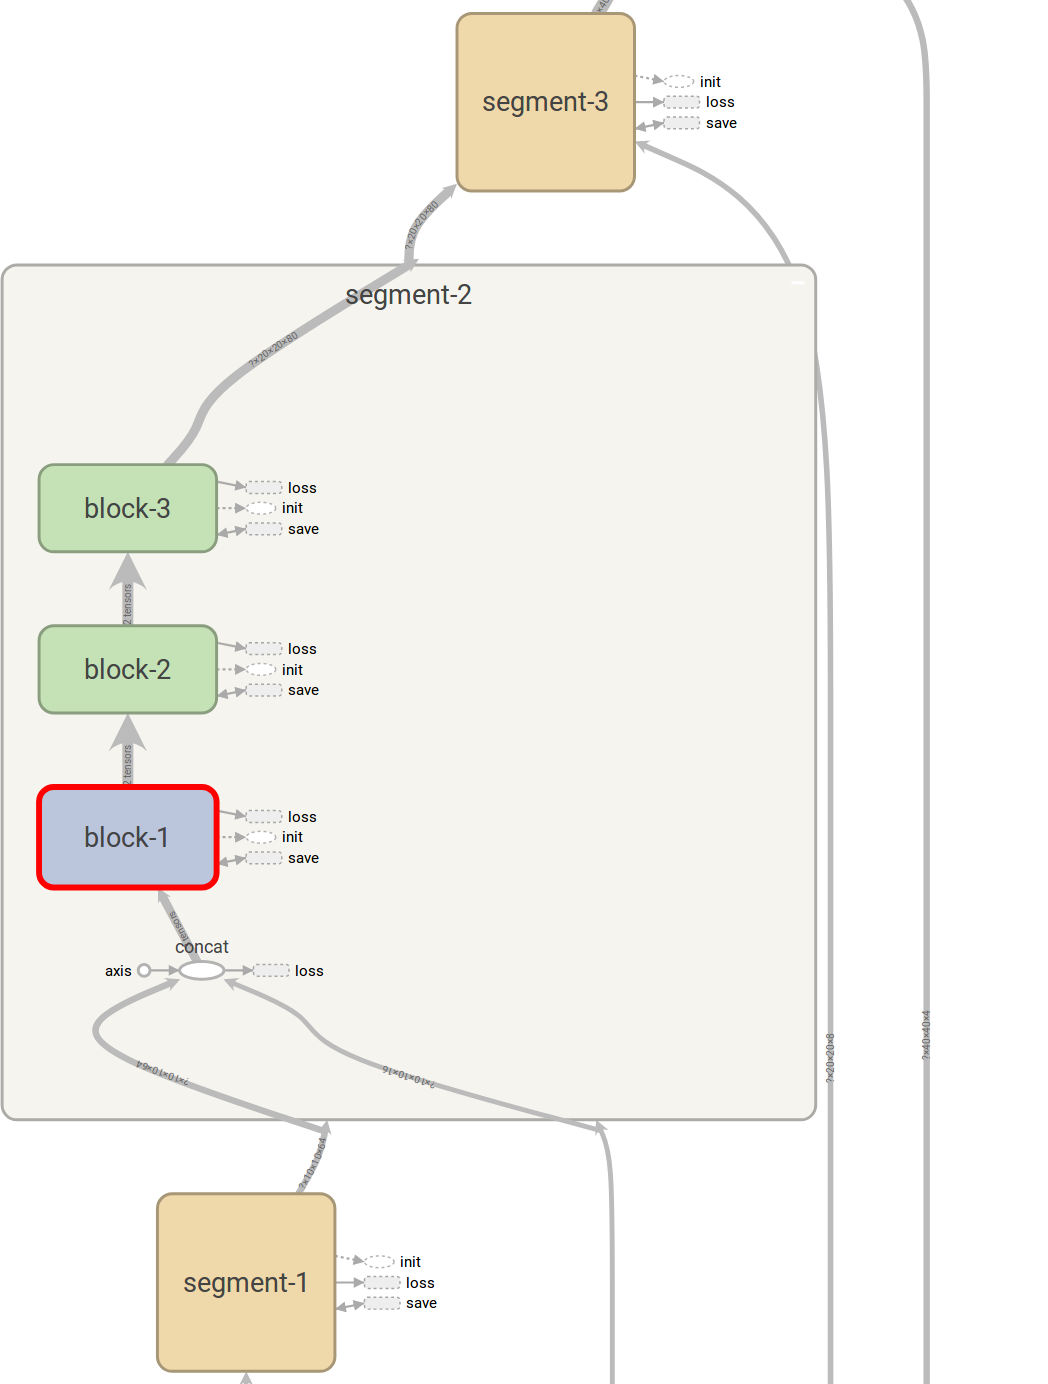 ×40
segment-3
init
loss
save
?×20×20×80
segment-2
?×20×20×80
block-3
loss
init
save
2 tensors
block-2
loss
init
save
2 tensors
block-1
loss
init
save
tensors
concat
axis
loss
?×10×10×64
?×10×10×16
?×20×20×8
?×40×40×4
?×10×10×64
segment-1
init
loss
save